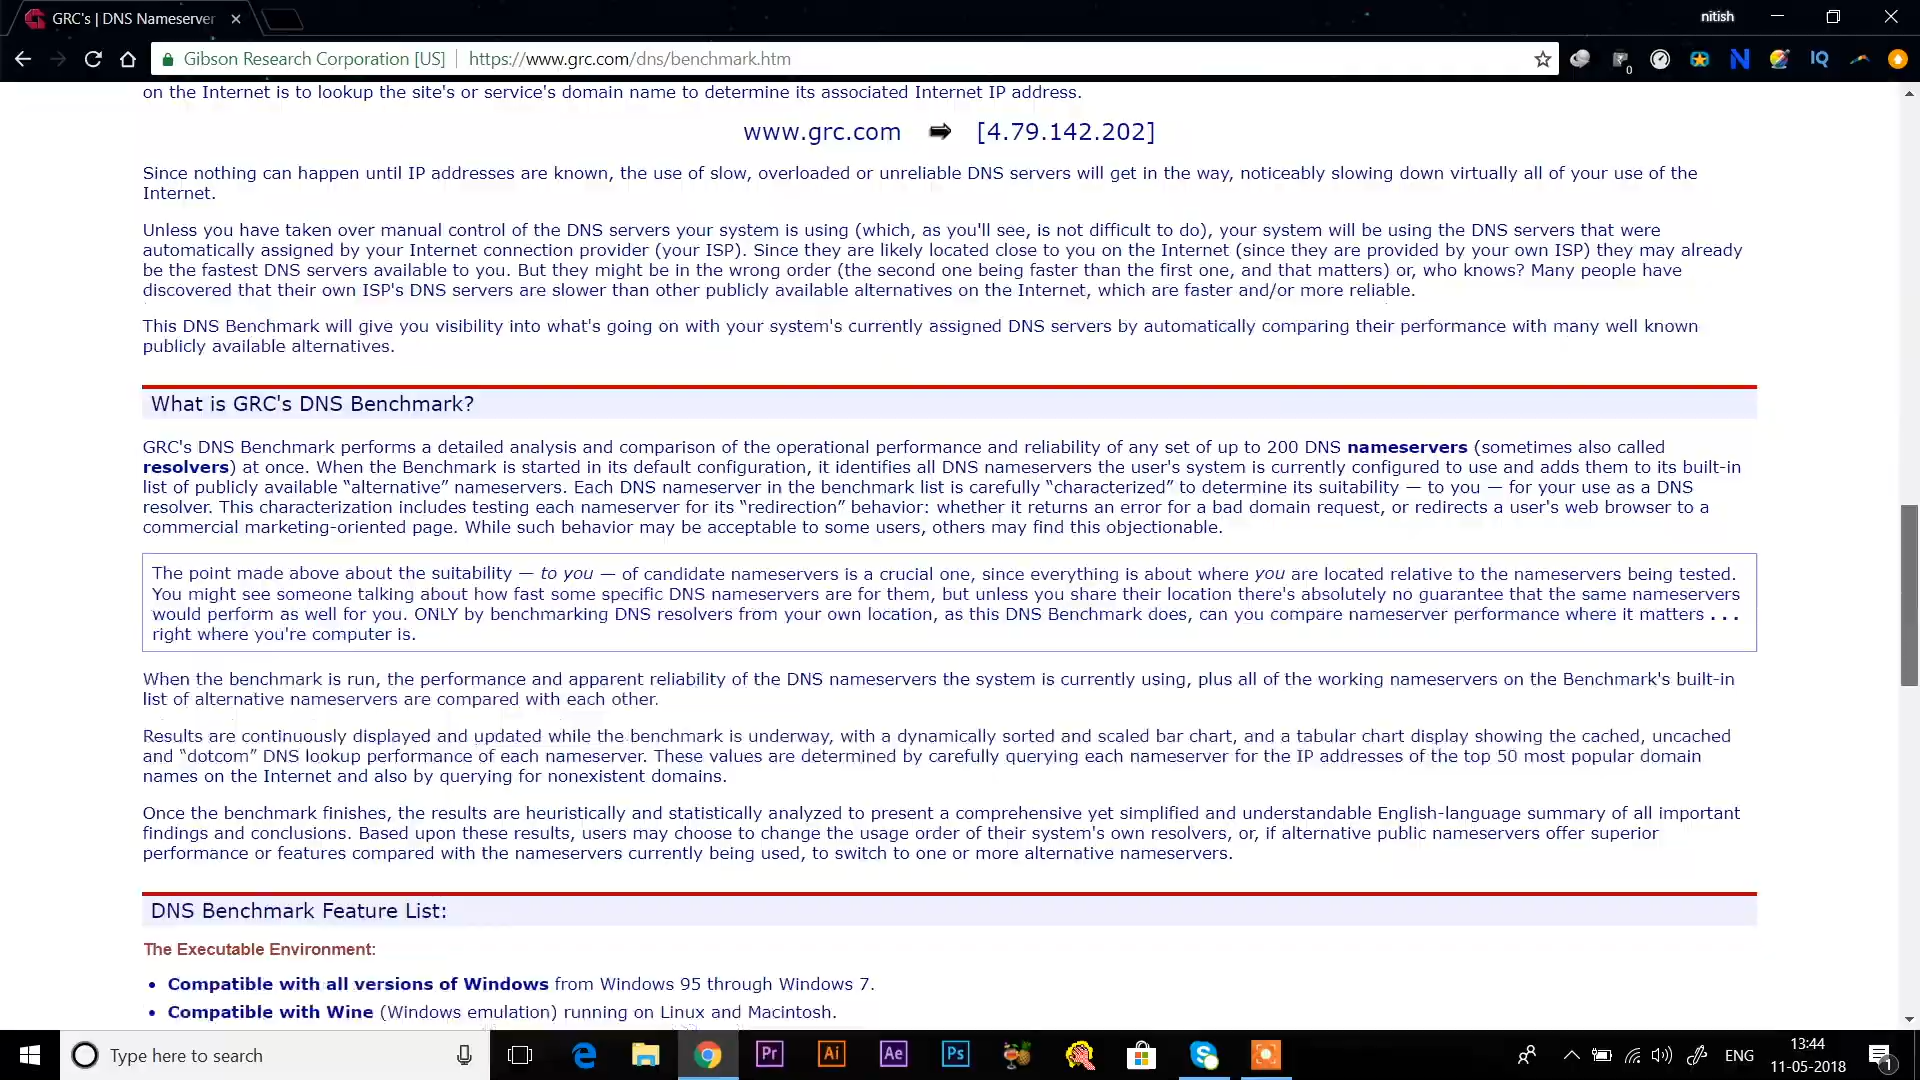 GRC's | DNS Nameserver
nitish
Gibson Research Corporation [US]
https://www.grc.com/dns/benchmark.htm
0
IQ
on the Internet is to lookup the site's or service's domain name to determine its associated Internet IP address.
www.grc.com ➡ [4.79.142.202]
Since nothing can happen until IP addresses are known, the use of slow, overloaded or unreliable DNS servers will get in the way, noticeably slowing down virtually all of your use of the
Internet.
Unless you have taken over manual control of the DNS servers your system is using (which, as you'll see, is not difficult to do), your system will be using the DNS servers that were
automatically assigned by your Internet connection provider (your ISP). Since they are likely located close to you on the Internet (since they are provided by your own ISP) they may already
be the fastest DNS servers available to you. But they might be in the wrong order (the second one being faster than the first one, and that matters) or, who knows? Many people have
discovered that their own ISP's DNS servers are slower than other publicly available alternatives on the Internet, which are faster and/or more reliable.
This DNS Benchmark will give you visibility into what's going on with your system's currently assigned DNS servers by automatically comparing their performance with many well known
publicly available alternatives.
What is GRC's DNS Benchmark?
GRC's DNS Benchmark performs a detailed analysis and comparison of the operational performance and reliability of any set of up to 200 DNS nameservers (sometimes also called
resolvers) at once. When the Benchmark is started in its default configuration, it identifies all DNS nameservers the user's system is currently configured to use and adds them to its built-in
list of publicly available “alternative” nameservers. Each DNS nameserver in the benchmark list is carefully “characterized” to determine its suitability — to you — for your use as a DNS
resolver. This characterization includes testing each nameserver for its “redirection” behavior: whether it returns an error for a bad domain request, or redirects a user's web browser to a
commercial marketing-oriented page. While such behavior may be acceptable to some users, others may find this objectionable.
The point made above about the suitability — to you — of candidate nameservers is a crucial one, since everything is about where you are located relative to the nameservers being tested.
You might see someone talking about how fast some specific DNS nameservers are for them, but unless you share their location there's absolutely no guarantee that the same nameservers
would perform as well for you. ONLY by benchmarking DNS resolvers from your own location, as this DNS Benchmark does, can you compare nameserver performance where it matters . . .
right where you're computer is.
When the benchmark is run, the performance and apparent reliability of the DNS nameservers the system is currently using, plus all of the working nameservers on the Benchmark's built-in
list of alternative nameservers are compared with each other.
Results are continuously displayed and updated while the benchmark is underway, with a dynamically sorted and scaled bar chart, and a tabular chart display showing the cached, uncached
and “dotcom” DNS lookup performance of each nameserver. These values are determined by carefully querying each nameserver for the IP addresses of the top 50 most popular domain
names on the Internet and also by querying for nonexistent domains.
Once the benchmark finishes, the results are heuristically and statistically analyzed to present a comprehensive yet simplified and understandable English-language summary of all important
findings and conclusions. Based upon these results, users may choose to change the usage order of their system's own resolvers, or, if alternative public nameservers offer superior
performance or features compared with the nameservers currently being used, to switch to one or more alternative nameservers.
DNS Benchmark Feature List:
The Executable Environment:
• Compatible with all versions of Windows from Windows 95 through Windows 7.
• Compatible with Wine (Windows emulation) running on Linux and Macintosh.
Type here to search
Pr
Ai
Ae
Ps
ENG
13:44
11-05-2018
1